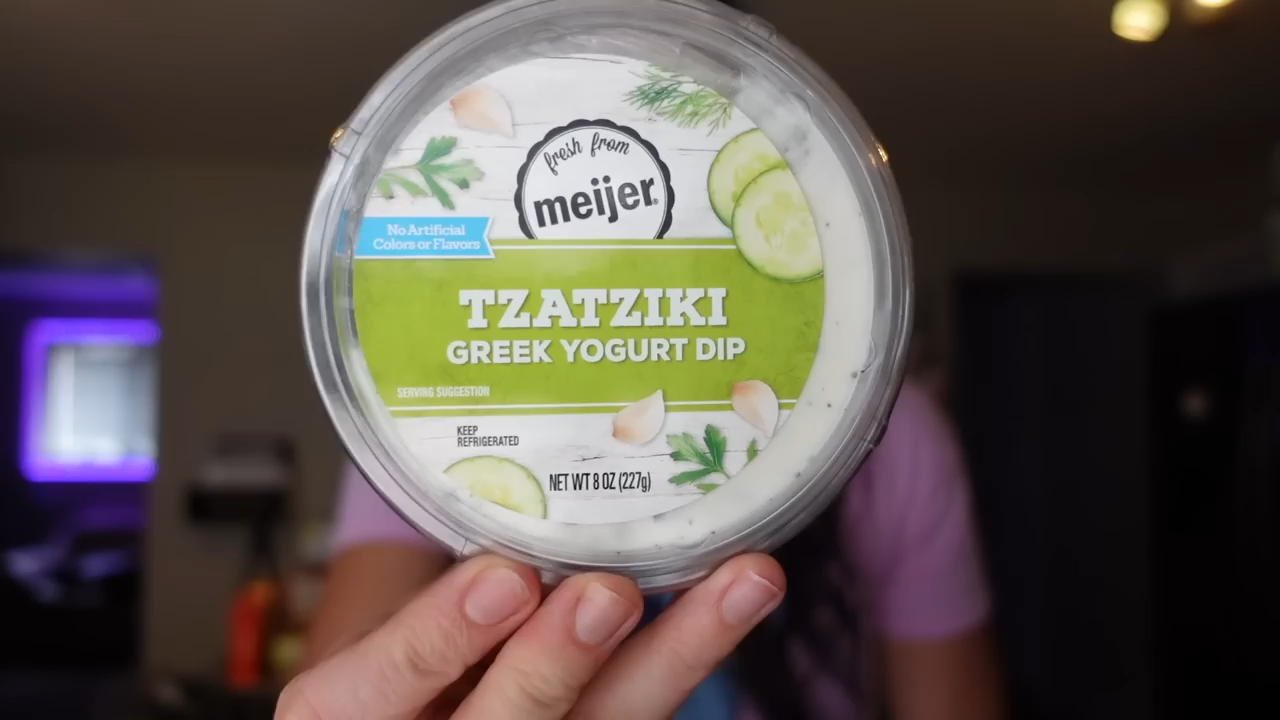 fresh from
meijer®
No Artificial
Colors or Flavors
TZATZIKI
GREEK YOGURT DIP
SERVING SUGGESTION
KEEP
REFRIGERATED
NET WT 8 OZ (227g)